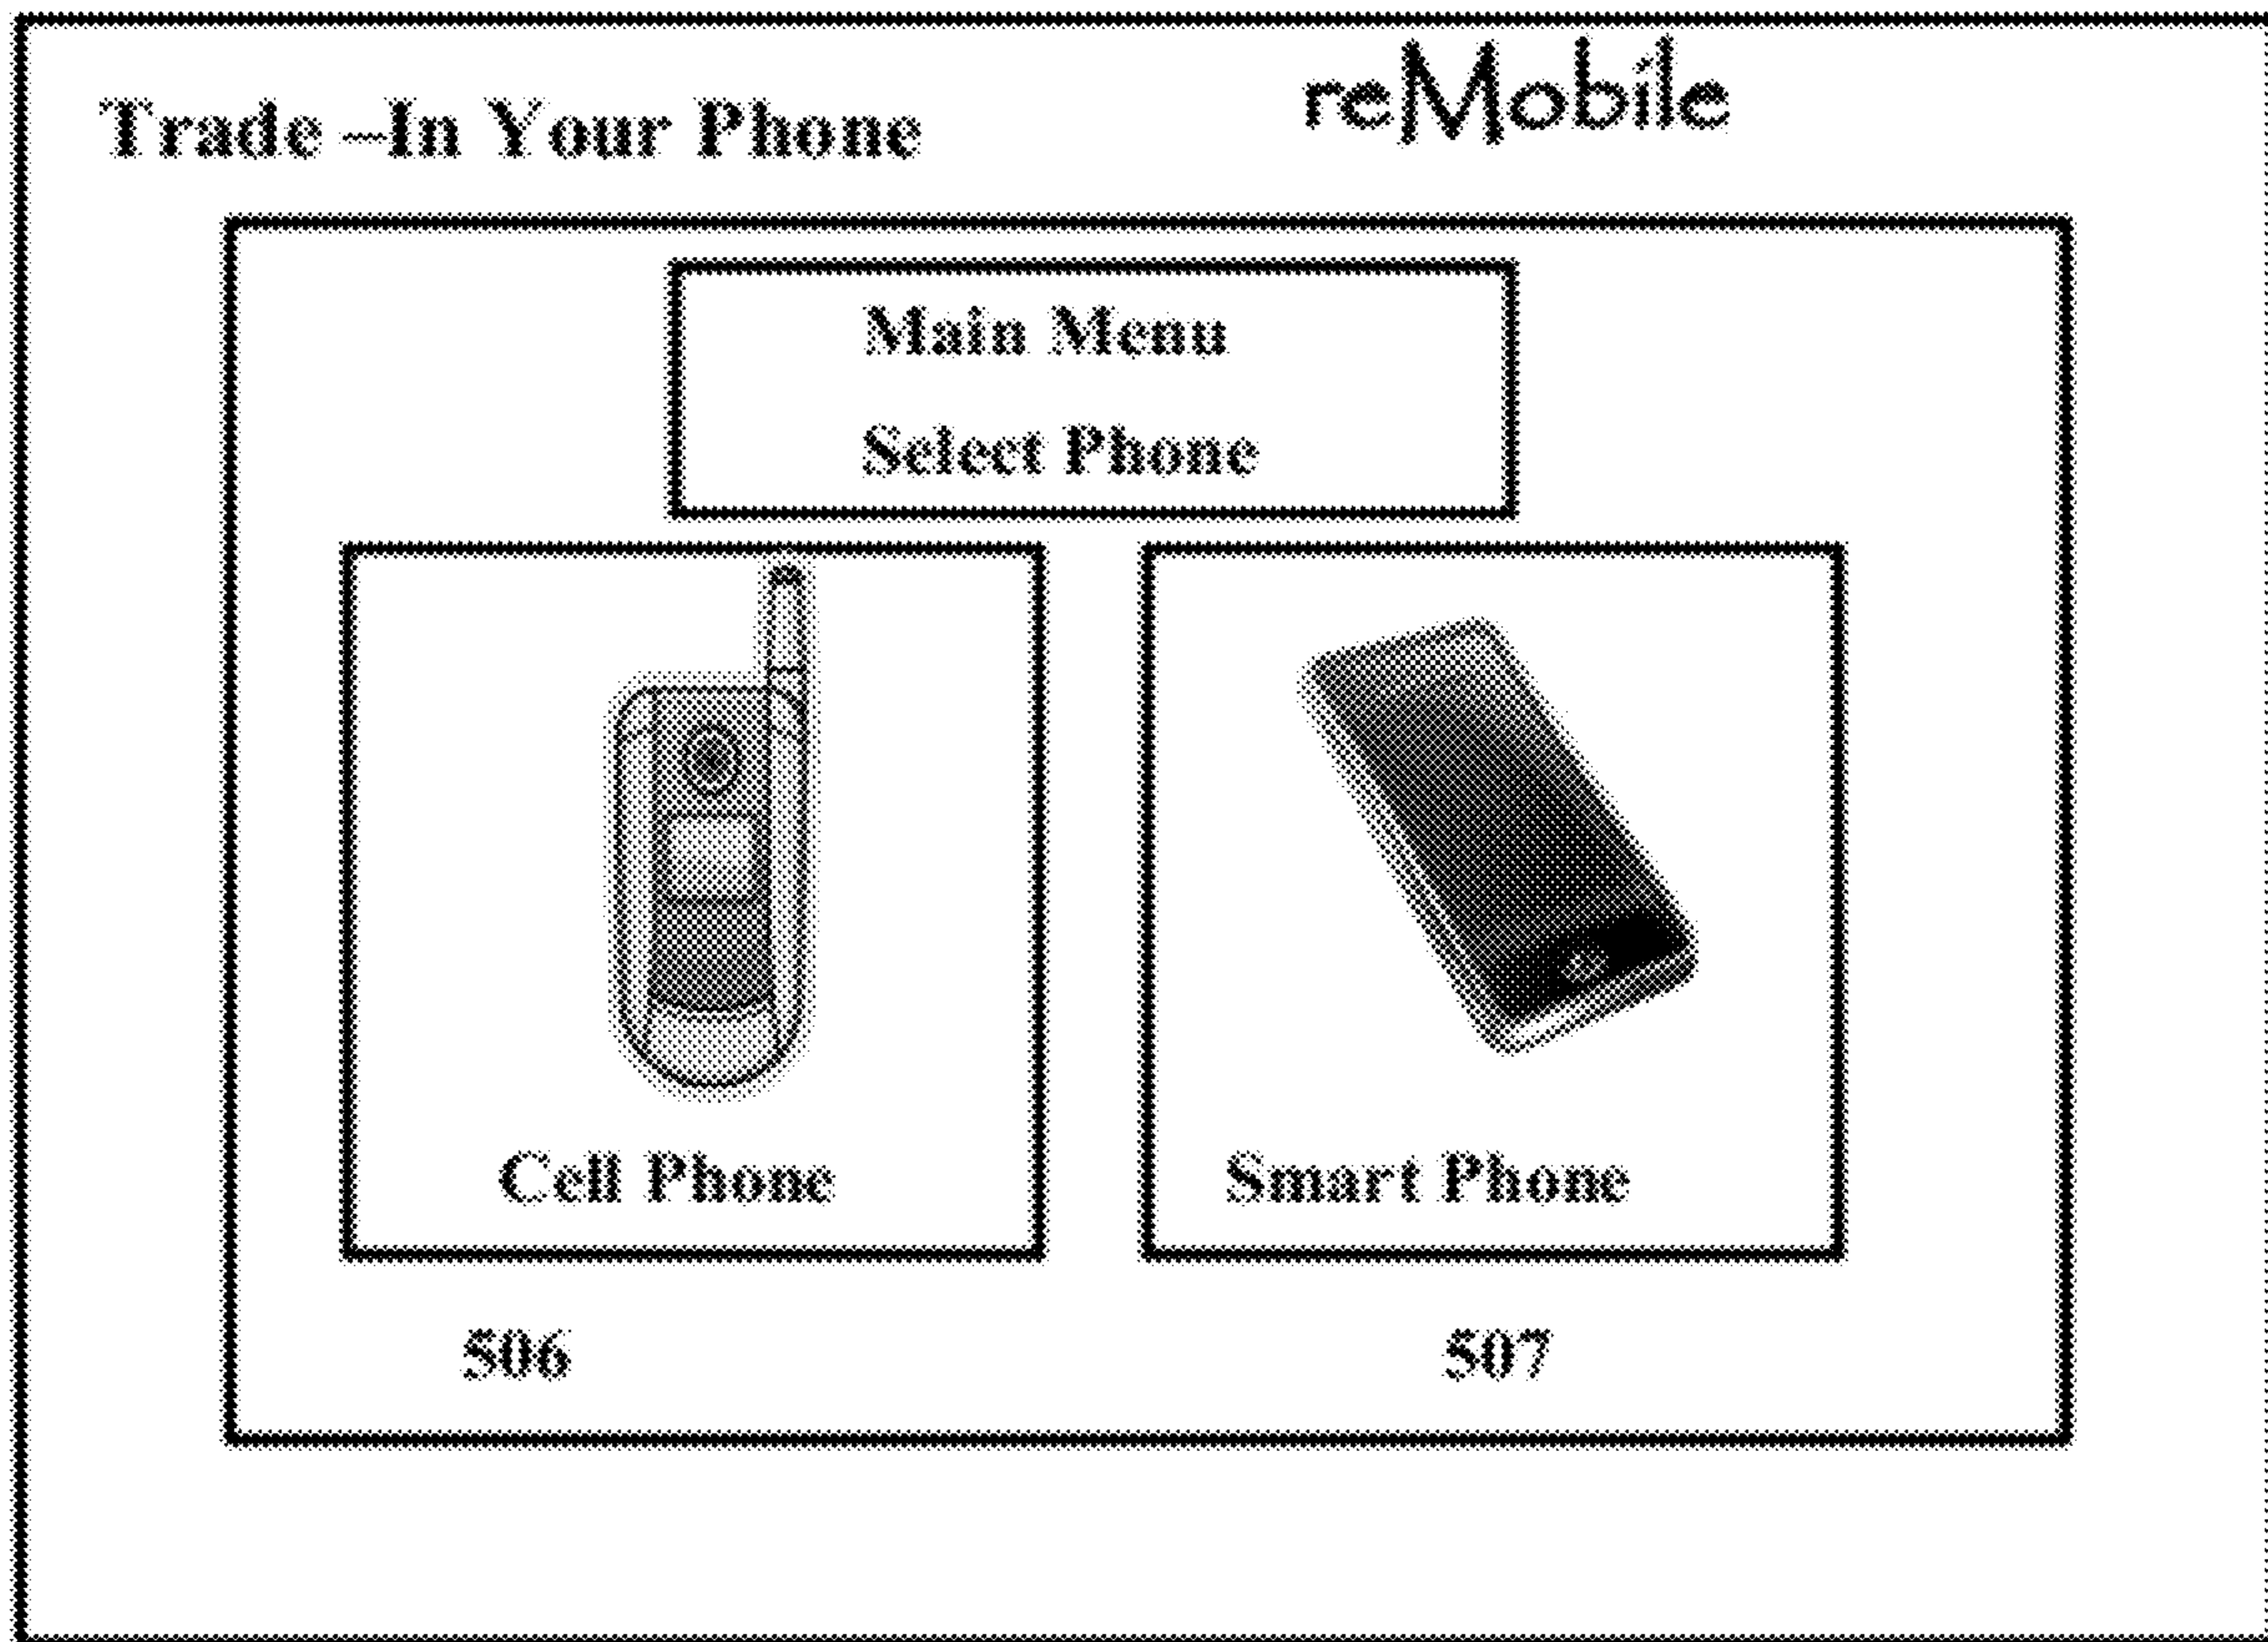 Trade –In Your Phone
reMobile
Main Menu
Select Phone
Cell Phone
Smart Phone
506
507